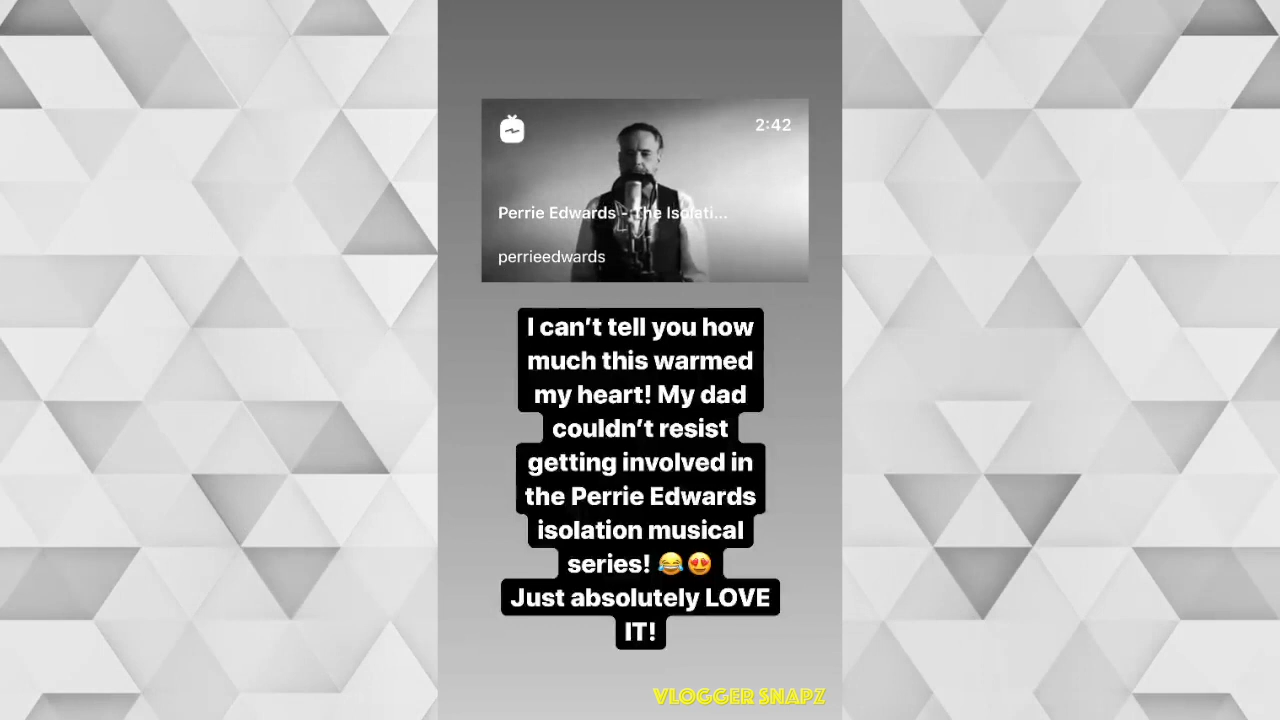 2:42
Perrie Edwards - The Isolati...
perrieedwards
I can’t tell you how
much this warmed
my heart! My dad
couldn’t resist
getting involved in
the Perrie Edwards
isolation musical
series! 😂😍
Just absolutely LOVE
IT!
VLOGGER SNAPZ